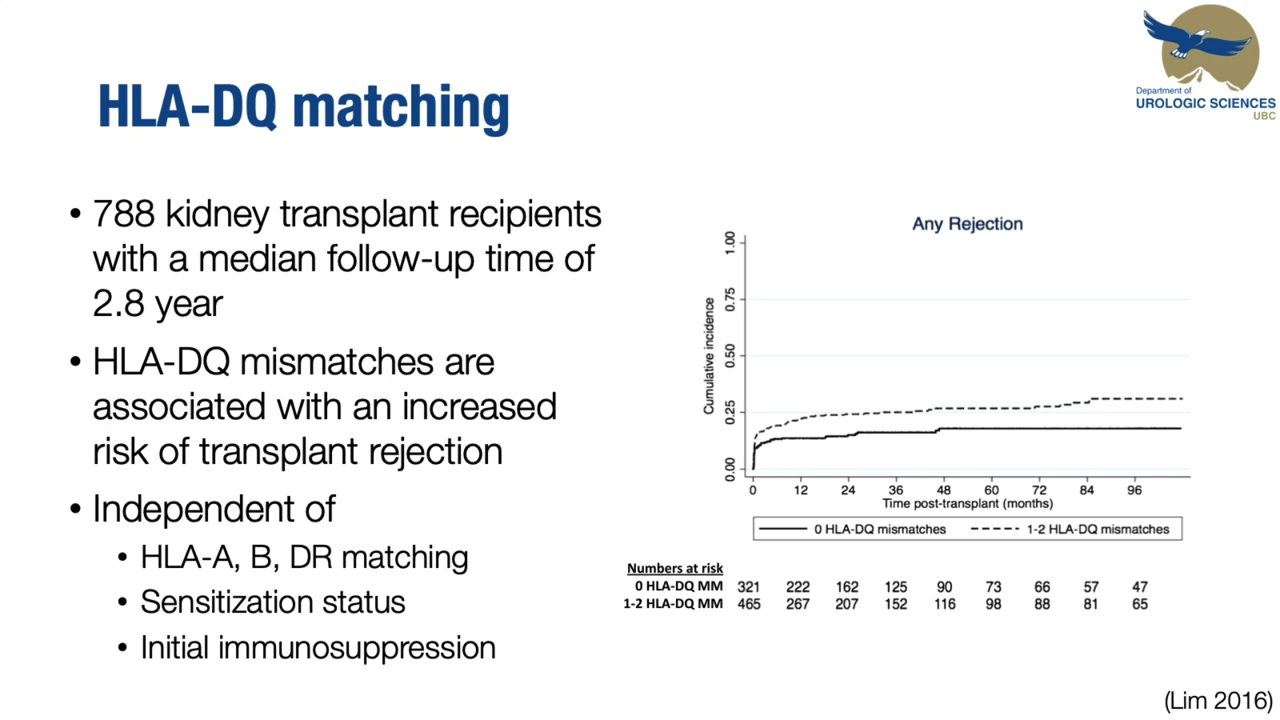 Department of
UROLOGIC SCIENCES
UBC
HLA-DQ matching
• 788 kidney transplant recipients
with a median follow-up time of
2.8 year
• HLA-DQ mismatches are
associated with an increased
risk of transplant rejection
• Independent of
• HLA-A, B, DR matching
• Sensitization status
• Initial immunosuppression
Any Rejection
Cumulative incidence
1.00
0.75
0.50
0.25
0.00
0 12 24 36 48 60 72 84 96
Time post-transplant (months)
0 HLA-DQ mismatches 1-2 HLA-DQ mismatches
Numbers at risk
0 HLA-DQ MM 321 222 162 125 90 73 66 57 47
1-2 HLA-DQ MM 465 267 207 152 116 98 88 81 65
(Lim 2016)